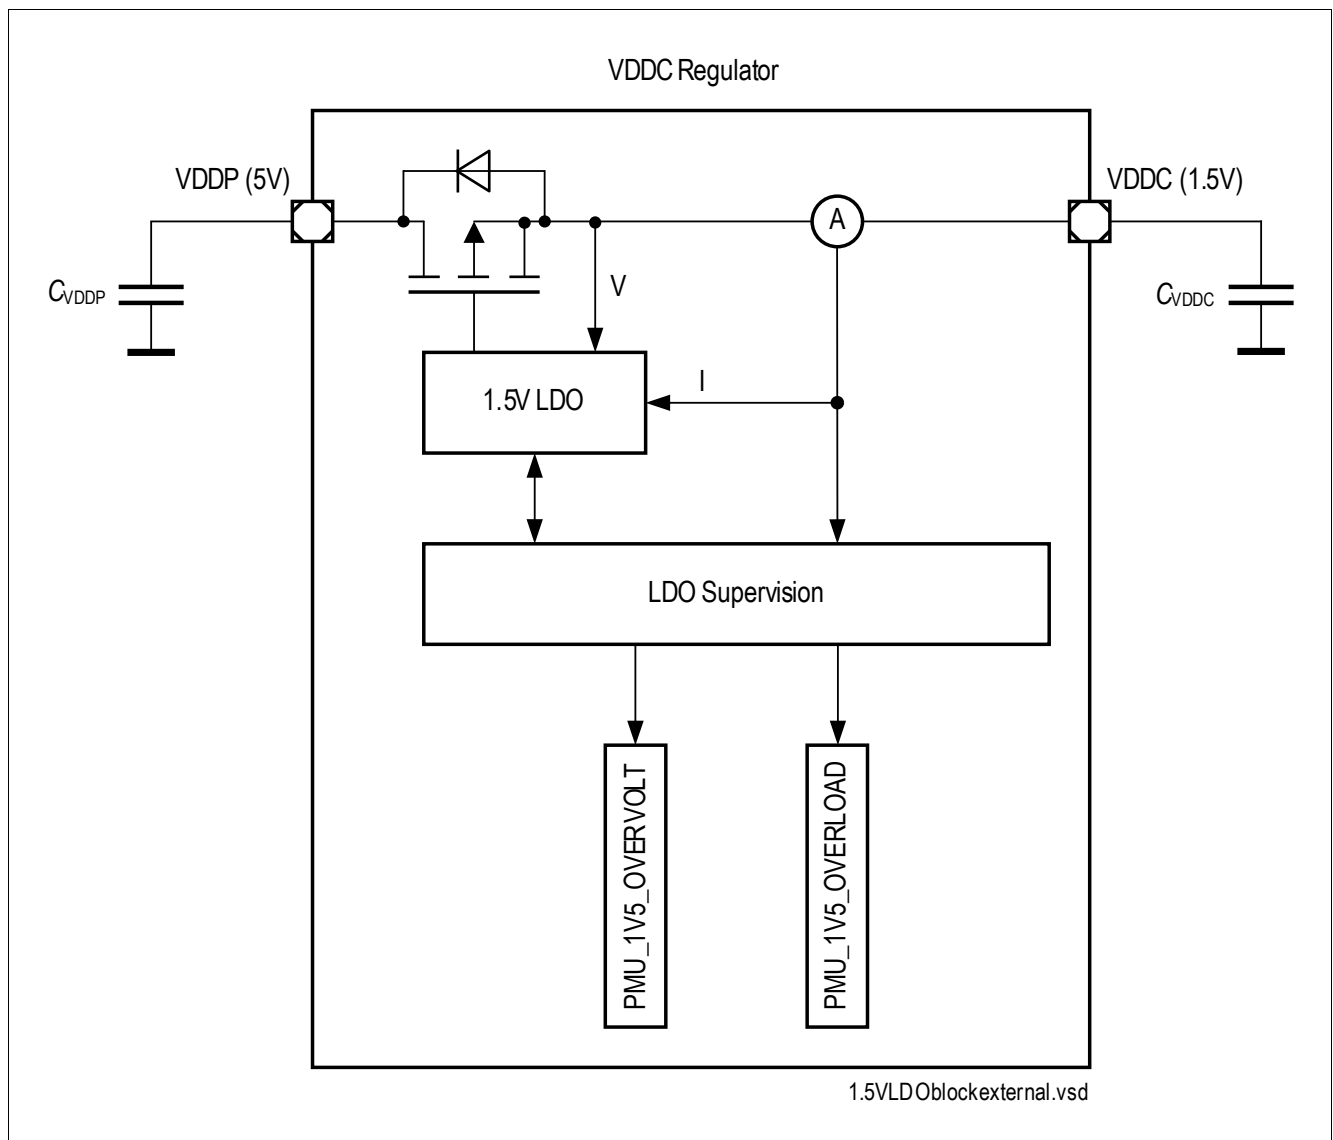 VDDC Regulator
VDDP (5V)
VDDC (1.5V)
A
CVDDP
V
CVDDC
1.5V LDO
I
LDO Supervision
PMU_1V5_OVERVOLT
PMU_1V5_OVERLOAD
1.5VLDOblockexternal.vsd